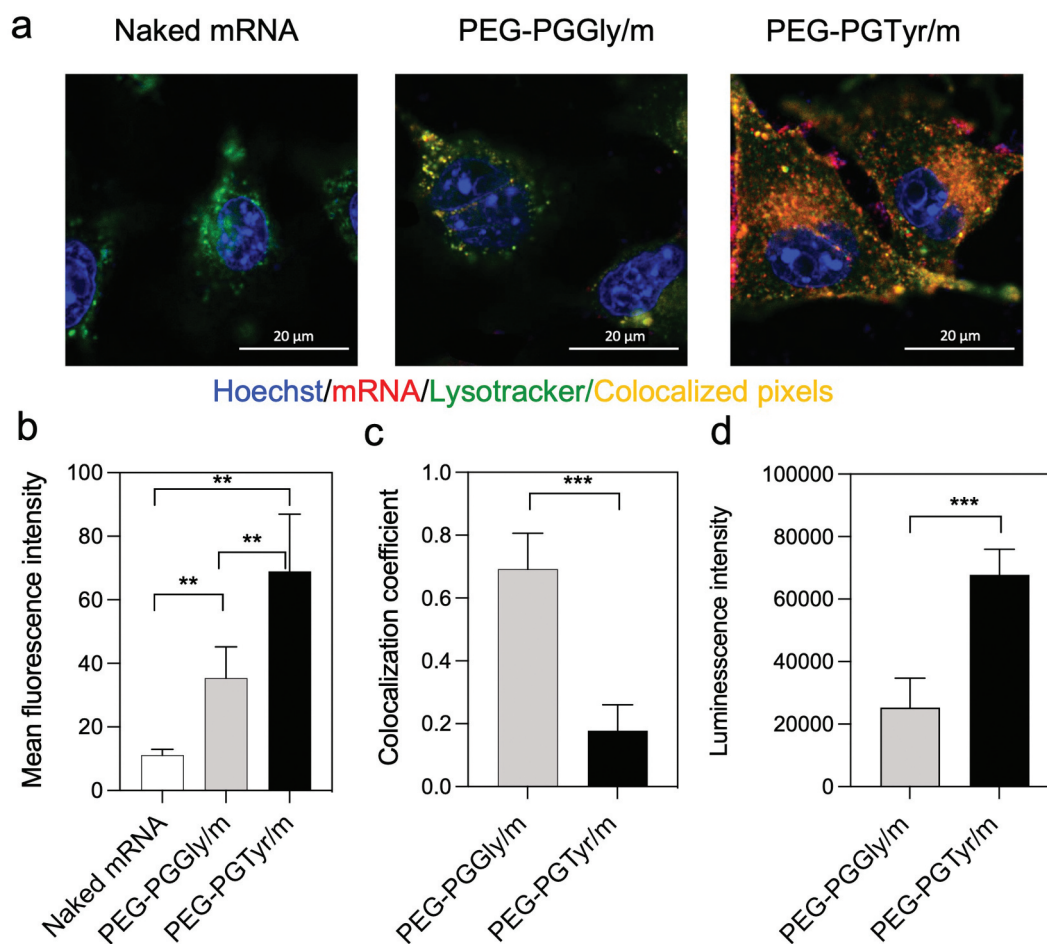 a
Naked mRNA
PEG-PGGly/m
PEG-PGTyr/m
20 µm
20 µm
20 µm
Hoechst/mRNA/Lysotracker/Colocalized pixels
b
Mean fluorescence intensity
100
80
60
40
20
0
**
**
**
Naked mRNA
PEG-PGGly/m
PEG-PGTyr/m
c
Colocalization coefficient
1.0
0.8
0.6
0.4
0.2
0.0
***
PEG-PGGly/m
PEG-PGTyr/m
d
Luminesscence intensity
100000
80000
60000
40000
20000
0
***
PEG-PGGly/m
PEG-PGTyr/m